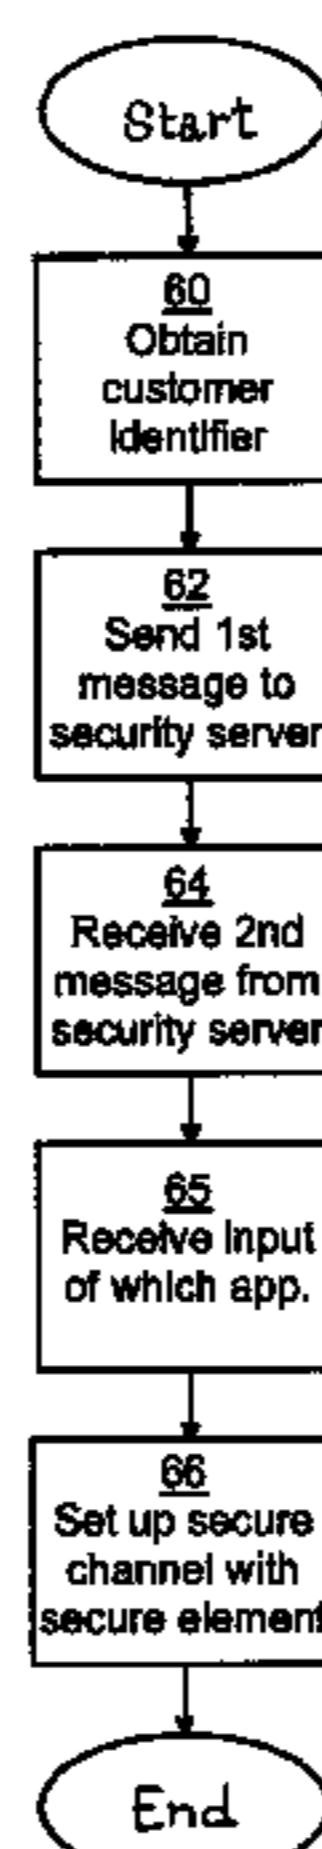 Start
60
Obtain
customer
identifier
62
Send 1st
message to
security server
64
Receive 2nd
message from
security server
65
Receive input
of which app.
66
Set up secure
channel with
secure element
End